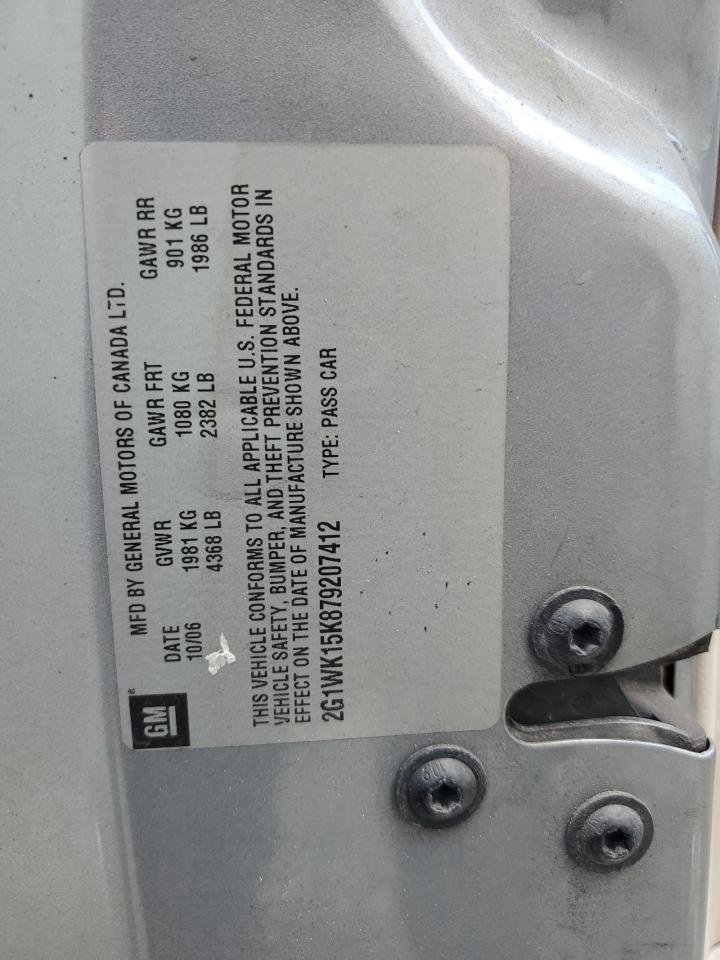 GM®
MFD BY GENERAL MOTORS OF CANADA LTD.
DATE GVWR GAWR FRT GAWR RR
10/06 1981 KG 1080 KG 901 KG
4368 LB 2382 LB 1986 LB
THIS VEHICLE CONFORMS TO ALL APPLICABLE U.S. FEDERAL MOTOR
VEHICLE SAFETY, BUMPER, AND THEFT PREVENTION STANDARDS IN
EFFECT ON THE DATE OF MANUFACTURE SHOWN ABOVE.
2G1WK15K879207412 TYPE: PASS CAR